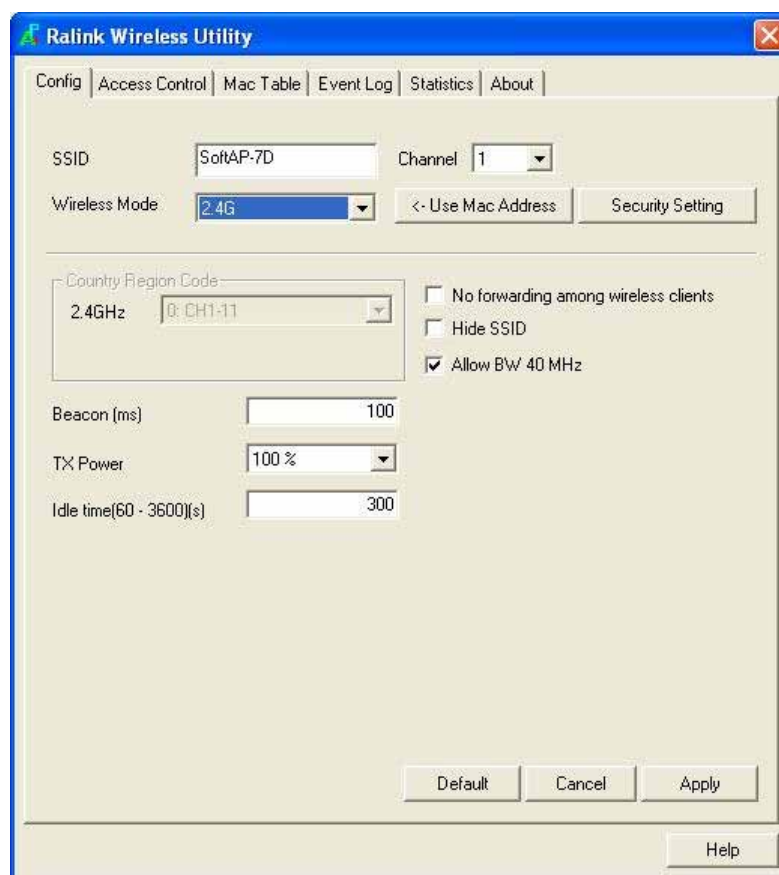 Ralink Wireless Utility
Config Access Control Mac Table Event Log Statistics About
SSID SoftAP-7D Channel 1
Wireless Mode 2.4G <- Use Mac Address Security Setting
Country Region Code
2.4GHz 0: CH1-11
No forwarding among wireless clients
Hide SSID
Allow BW 40 MHz
Beacon (ms) 100
TX Power 100 %
Idle time(60 - 3600)(s) 300
Default Cancel Apply
Help